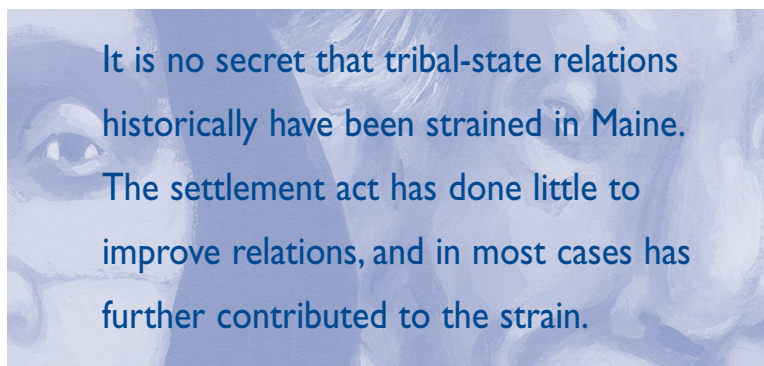 It is no secret that tribal-state relations
historically have been strained in Maine.
The settlement act has done little to
improve relations, and in most cases has
further contributed to the strain.